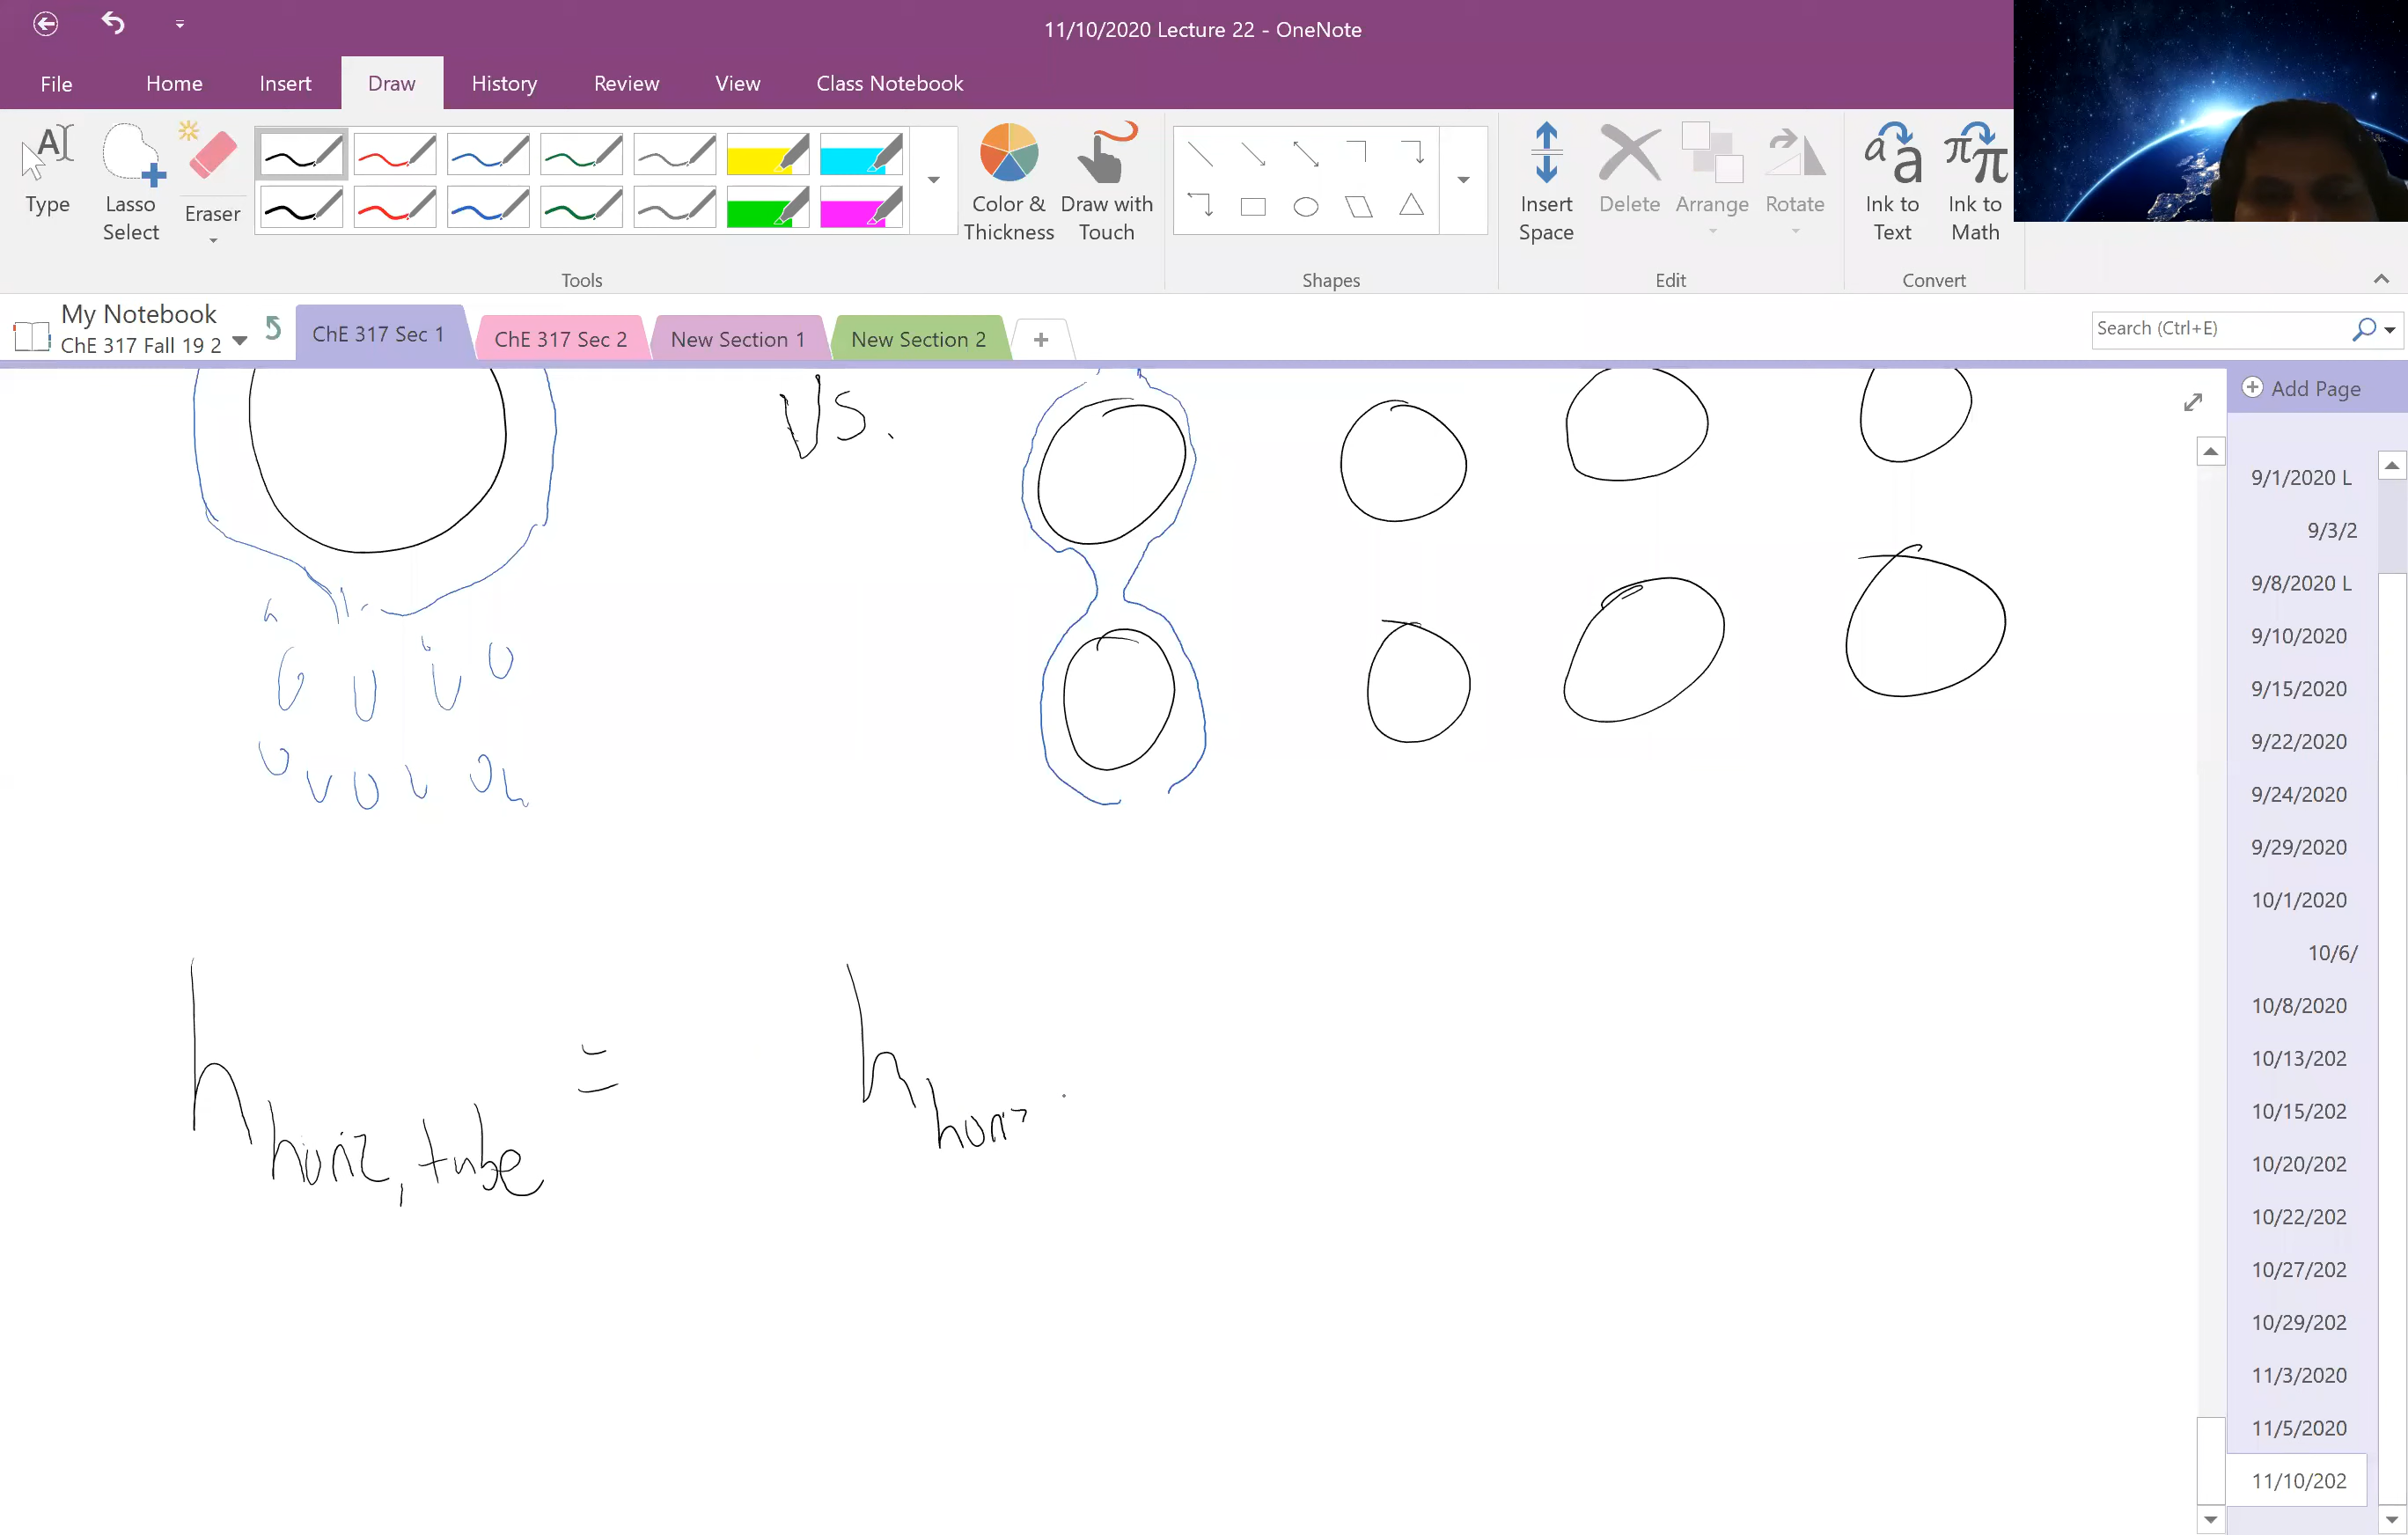 11/10/2020 Lecture 22 - OneNote
File Home Insert Draw History Review View Class Notebook
Type
Lasso Select
Eraser
Color & Thickness
Draw with Touch
Insert Space
Delete
Arrange
Rotate
Ink to Text
Ink to Math
Tools Shapes Edit Convert
My Notebook
ChE 317 Fall 19 2
ChE 317 Sec 1
ChE 317 Sec 2
New Section 1
New Section 2
+
Search (Ctrl+E)
Add Page
9/1/2020 L
9/3/2
9/8/2020 L
9/10/2020
9/15/2020
9/22/2020
9/24/2020
9/29/2020
10/1/2020
10/6/
10/8/2020
10/13/202
10/15/202
10/20/202
10/22/202
10/27/202
10/29/202
11/3/2020
11/5/2020
11/10/202
Vs.
h horiz, tube = h horiz